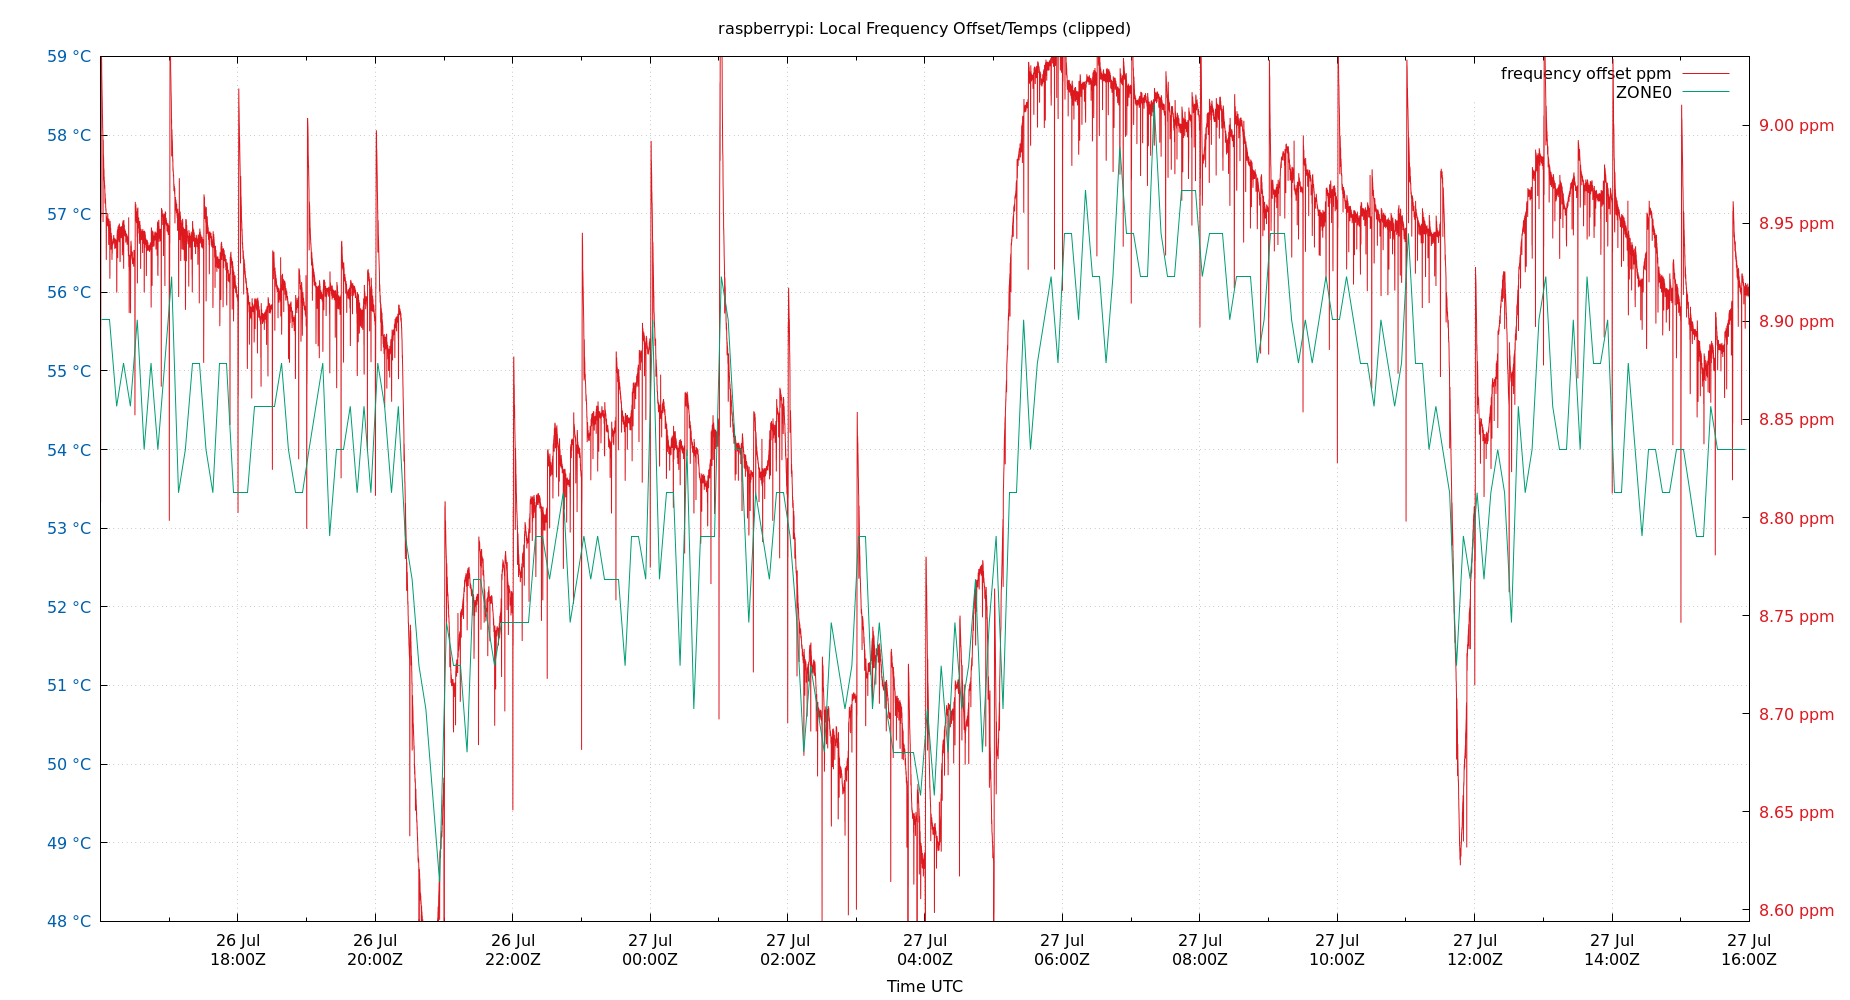 raspberrypi: Local Frequency Offset/Temps (clipped)
59 °C
58 °C
57 °C
56 °C
55 °C
54 °C
53 °C
52 °C
51 °C
50 °C
49 °C
48 °C
frequency offset ppm
ZONE0
9.00 ppm
8.95 ppm
8.90 ppm
8.85 ppm
8.80 ppm
8.75 ppm
8.70 ppm
8.65 ppm
8.60 ppm
26 Jul
18:00Z
26 Jul
20:00Z
26 Jul
22:00Z
27 Jul
00:00Z
27 Jul
02:00Z
27 Jul
04:00Z
27 Jul
06:00Z
27 Jul
08:00Z
27 Jul
10:00Z
27 Jul
12:00Z
27 Jul
14:00Z
27 Jul
16:00Z
Time UTC